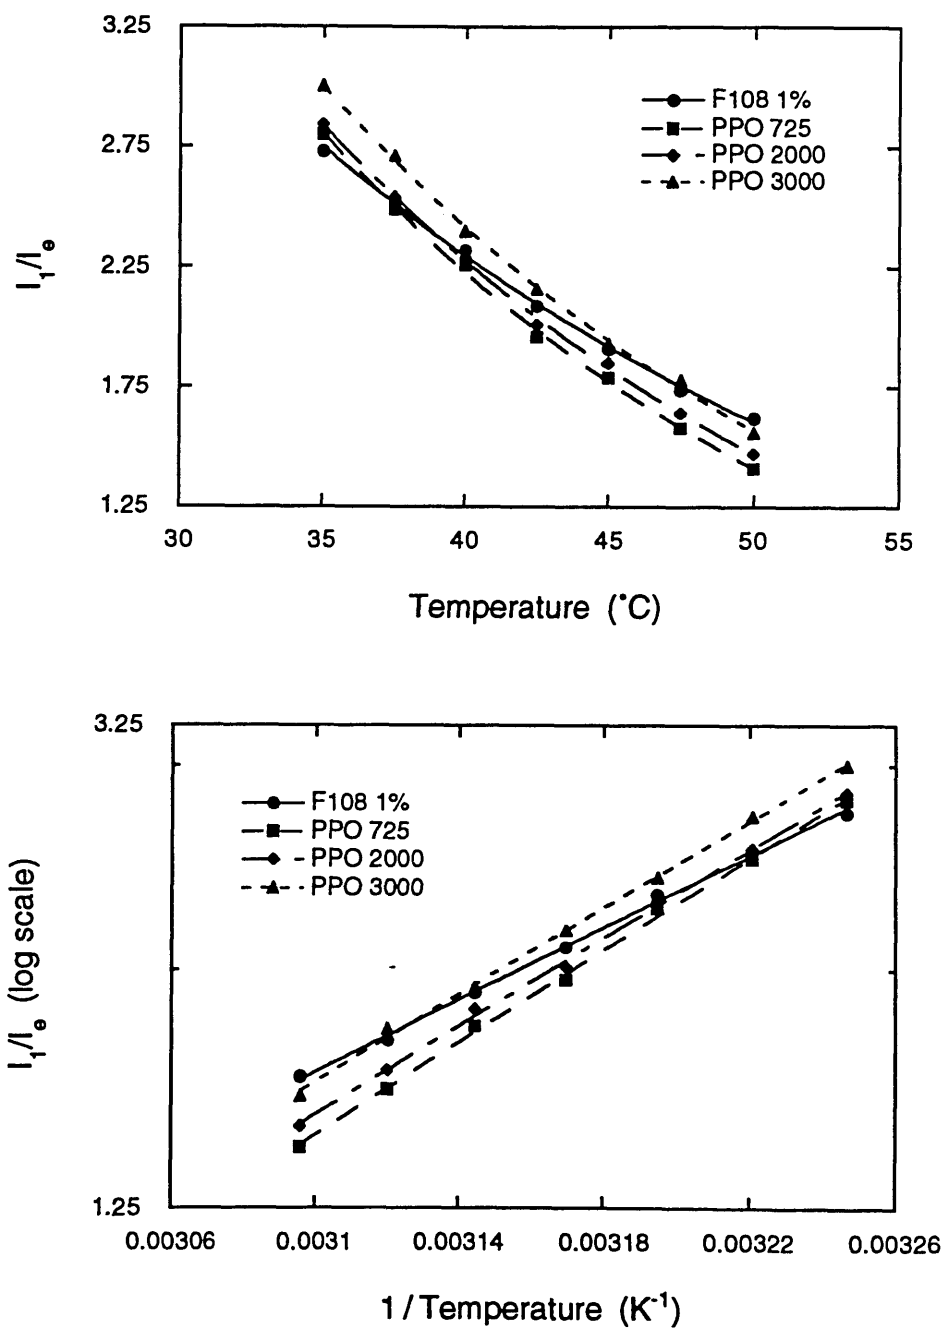 3.25
2.75
2.25
1.75
1.25
I1/Ie
F108 1%
PPO 725
PPO 2000
PPO 3000
30 35 40 45 50 55
Temperature (°C)
3.25
1.25
I1/Ie (log scale)
F108 1%
PPO 725
PPO 2000
PPO 3000
0.00306 0.0031 0.00314 0.00318 0.00322 0.00326
1 / Temperature (K-1)